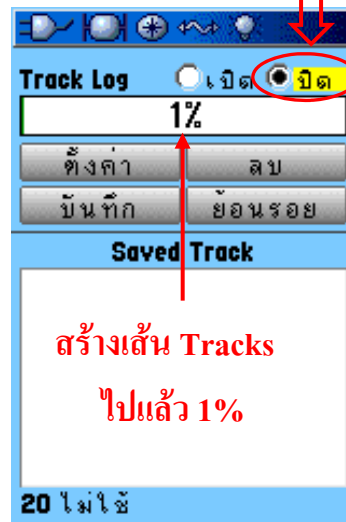 Track Log เปิด ปิด
1%
ตั้งค่า ลบ
บันทึก ย้อนรอย
Saved Track
สร้างเส้น Tracks
ไปแล้ว 1%
20 ไม่ใช้